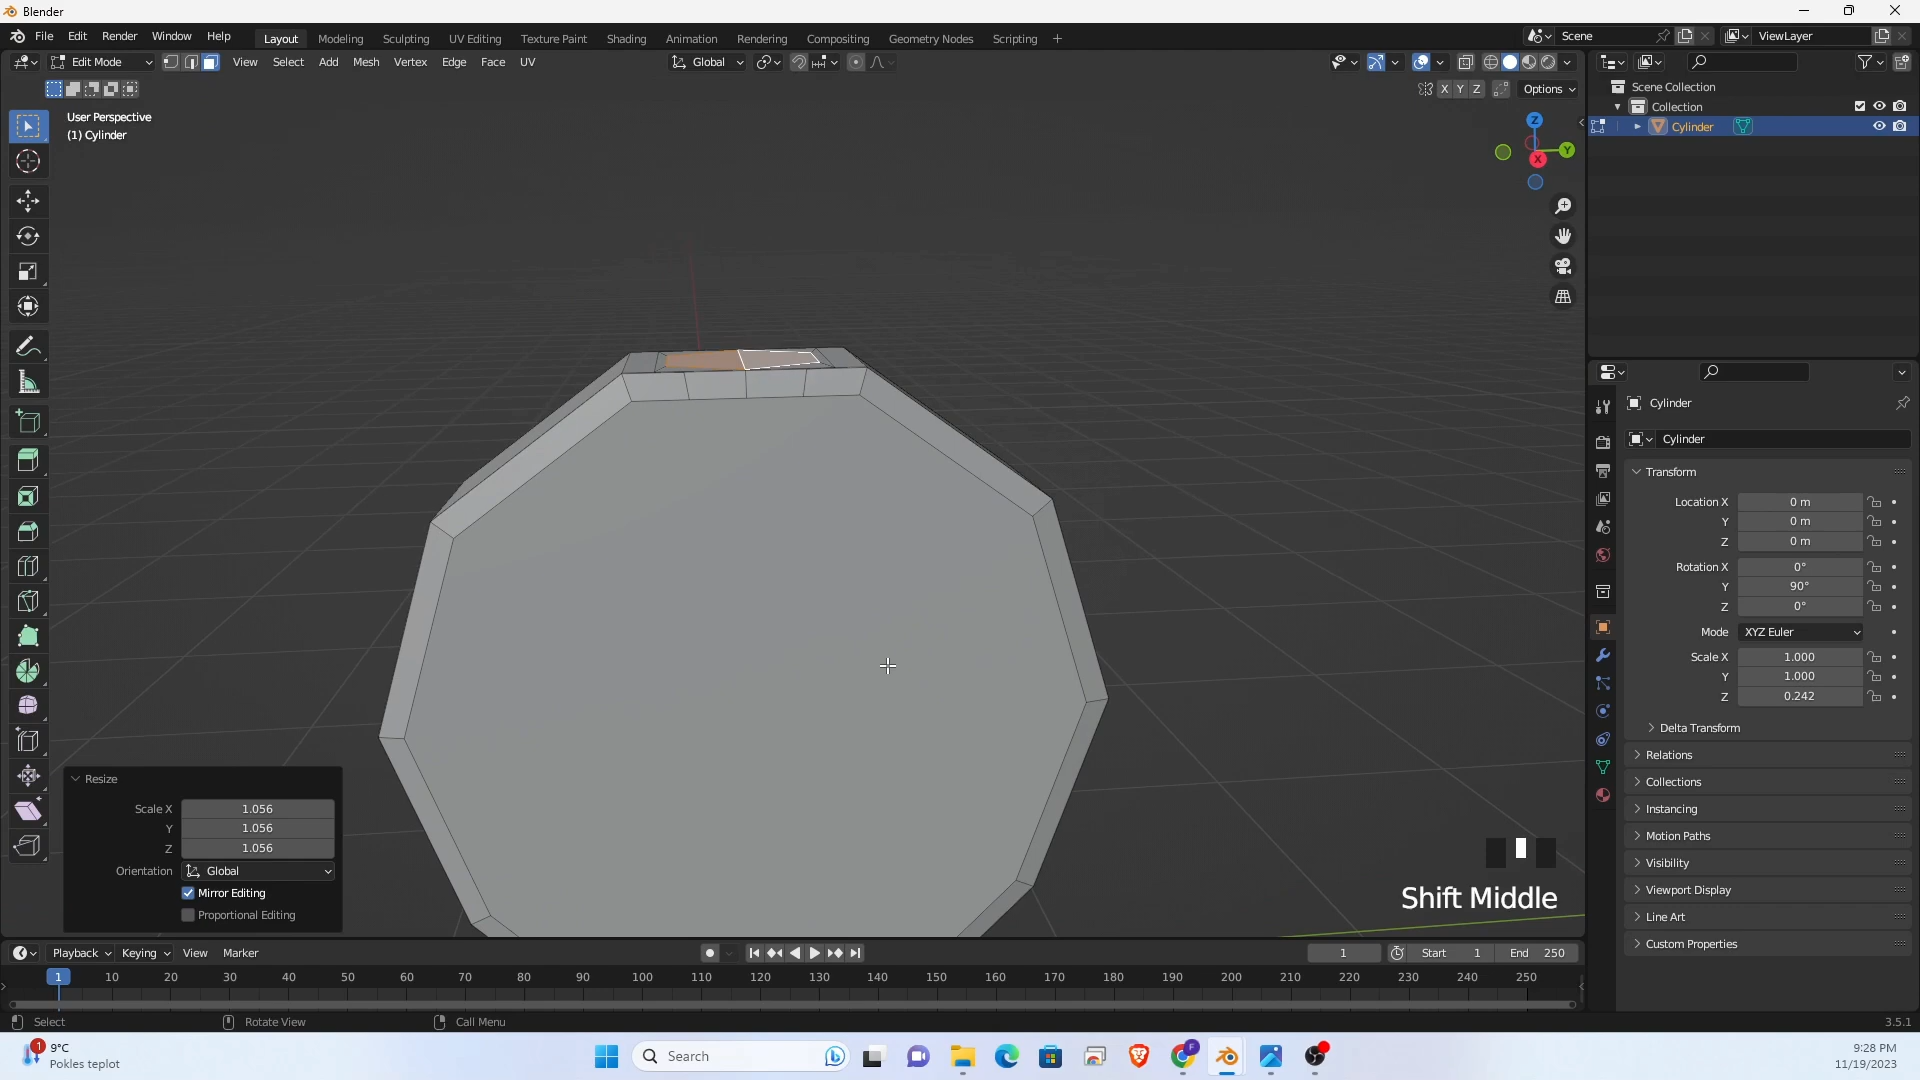 Blender
File Edit Render Window Help
Layout Modeling Sculpting UV Editing Texture Paint Shading Animation Rendering Compositing Geometry Nodes Scripting +
Scene
ViewLayer
Edit Mode
View Select Add Mesh Vertex Edge Face UV
Global
X Y Z
Options
User Perspective
(1) Cylinder
Z
Y
X
Scene Collection
Collection
Cylinder
Cylinder
Cylinder
Transform
Location X 0 m
Y 0 m
Z 0 m
Rotation X 0°
Y 90°
Z 0°
Mode XYZ Euler
Scale X 1.000
Y 1.000
Z 0.242
Delta Transform
Relations
Collections
Instancing
Motion Paths
Visibility
Viewport Display
Line Art
Custom Properties
Resize
Scale X 1.056
Y 1.056
Z 1.056
Orientation Global
Mirror Editing
Proportional Editing
Shift Middle
Playback Keying View Marker
1 Start 1 End 250
1 10 20 30 40 50 60 70 80 90 100 110 120 130 140 150 160 170 180 190 200 210 220 230 240 250
Select Rotate View Call Menu
3.5.1
1
9°C
Pokles teplot
Search
F
9:28 PM
11/19/2023